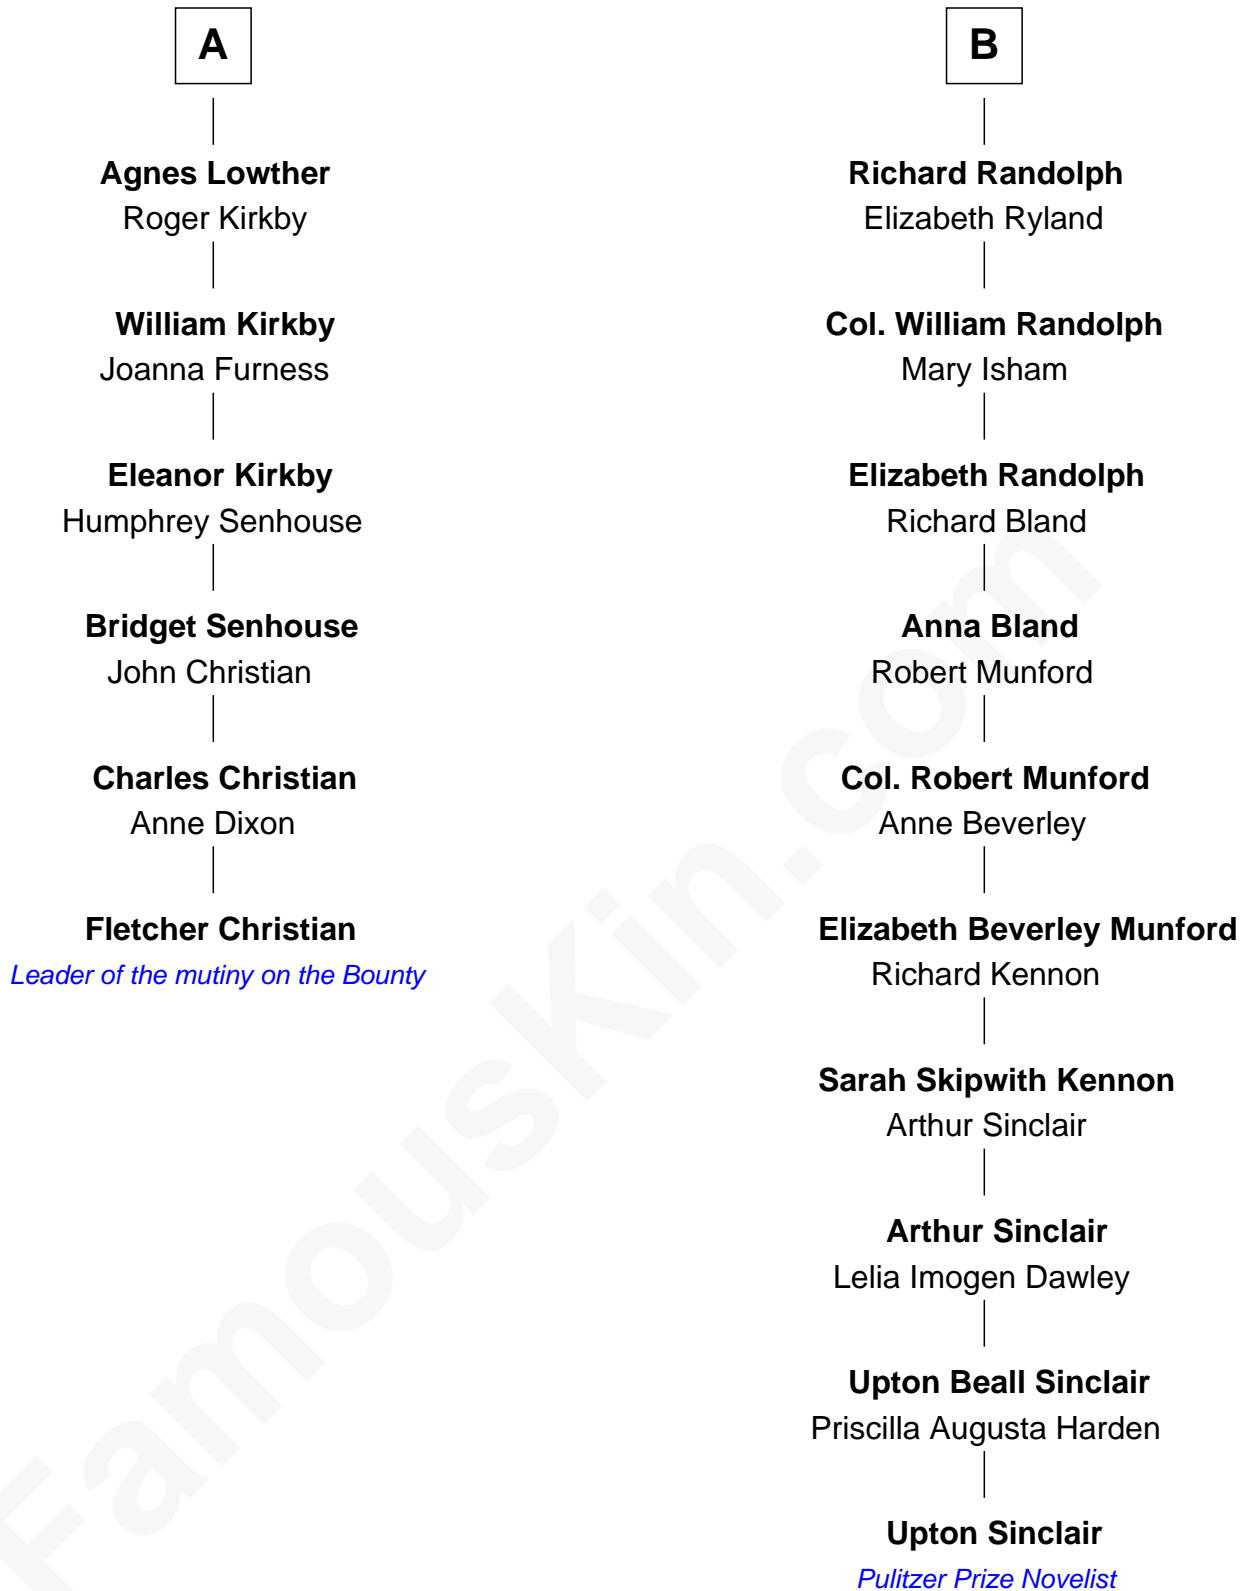 A
Agnes Lowther
Roger Kirkby
William Kirkby
Joanna Furness
Eleanor Kirkby
Humphrey Senhouse
Bridget Senhouse
John Christian
Charles Christian
Anne Dixon
Fletcher Christian
Leader of the mutiny on the Bounty
B
Richard Randolph
Elizabeth Ryland
Col. William Randolph
Mary Isham
Elizabeth Randolph
Richard Bland
Anna Bland
Robert Munford
Col. Robert Munford
Anne Beverley
Elizabeth Beverley Munford
Richard Kennon
Sarah Skipwith Kennon
Arthur Sinclair
Arthur Sinclair
Lelia Imogen Dawley
Upton Beall Sinclair
Priscilla Augusta Harden
Upton Sinclair
Pulitzer Prize Novelist
FamousKin.com